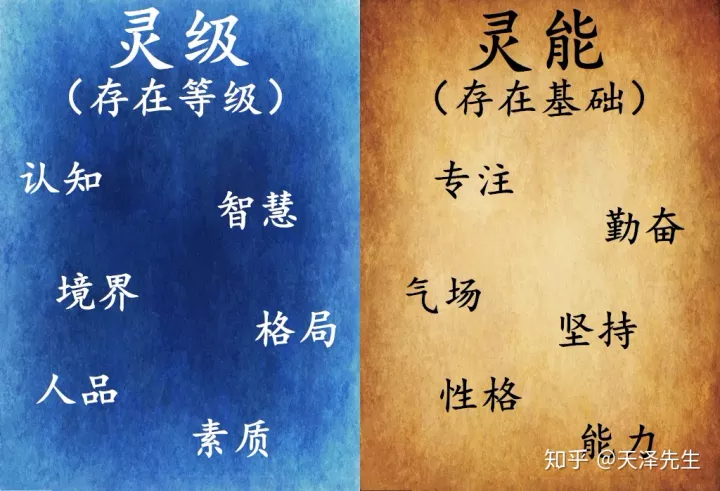 灵级
（存在等级）
认知
智慧
境界
格局
人品
素质
灵能
（存在基础）
专注
勤奋
气场
坚持
性格
能力
知乎 @天泽先生